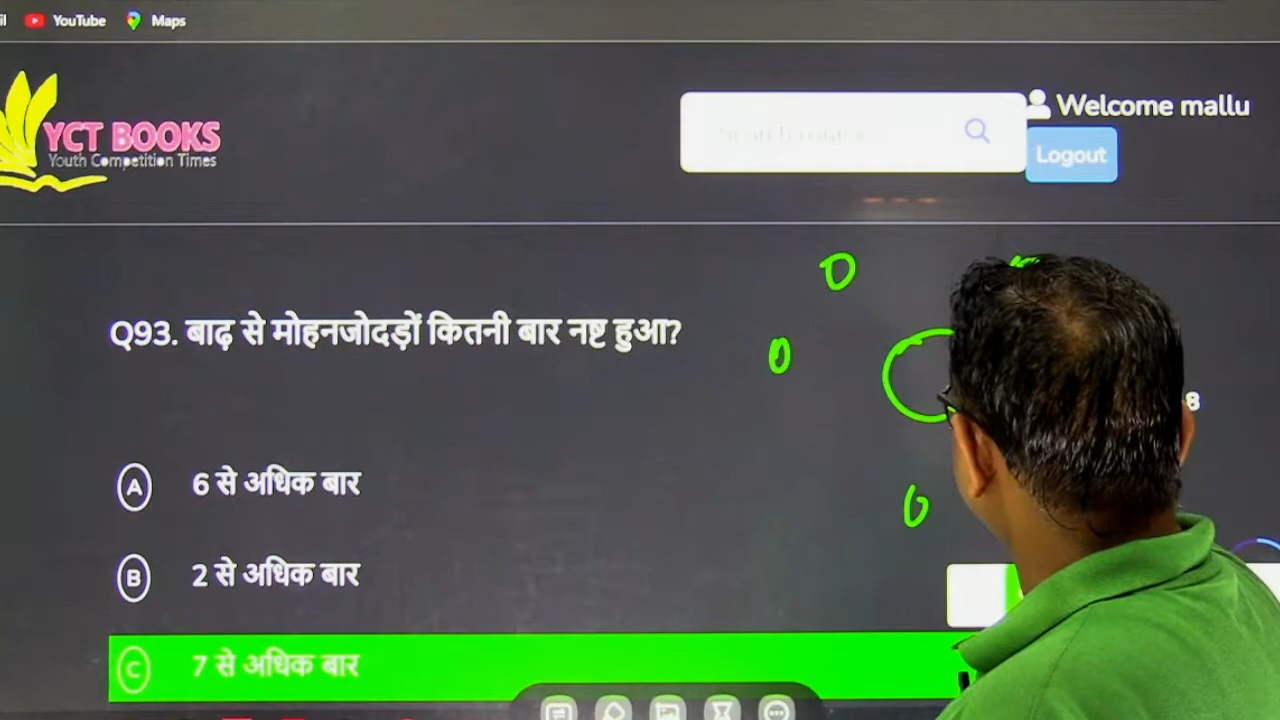 YouTube
Maps
YCT BOOKS
Youth Competition Times
Welcome mallu
Logout
Q93. बाढ़ से मोहनजोदड़ों कितनी बार नष्ट हुआ?
A 6 से अधिक बार
B 2 से अधिक बार
C 7 से अधिक बार